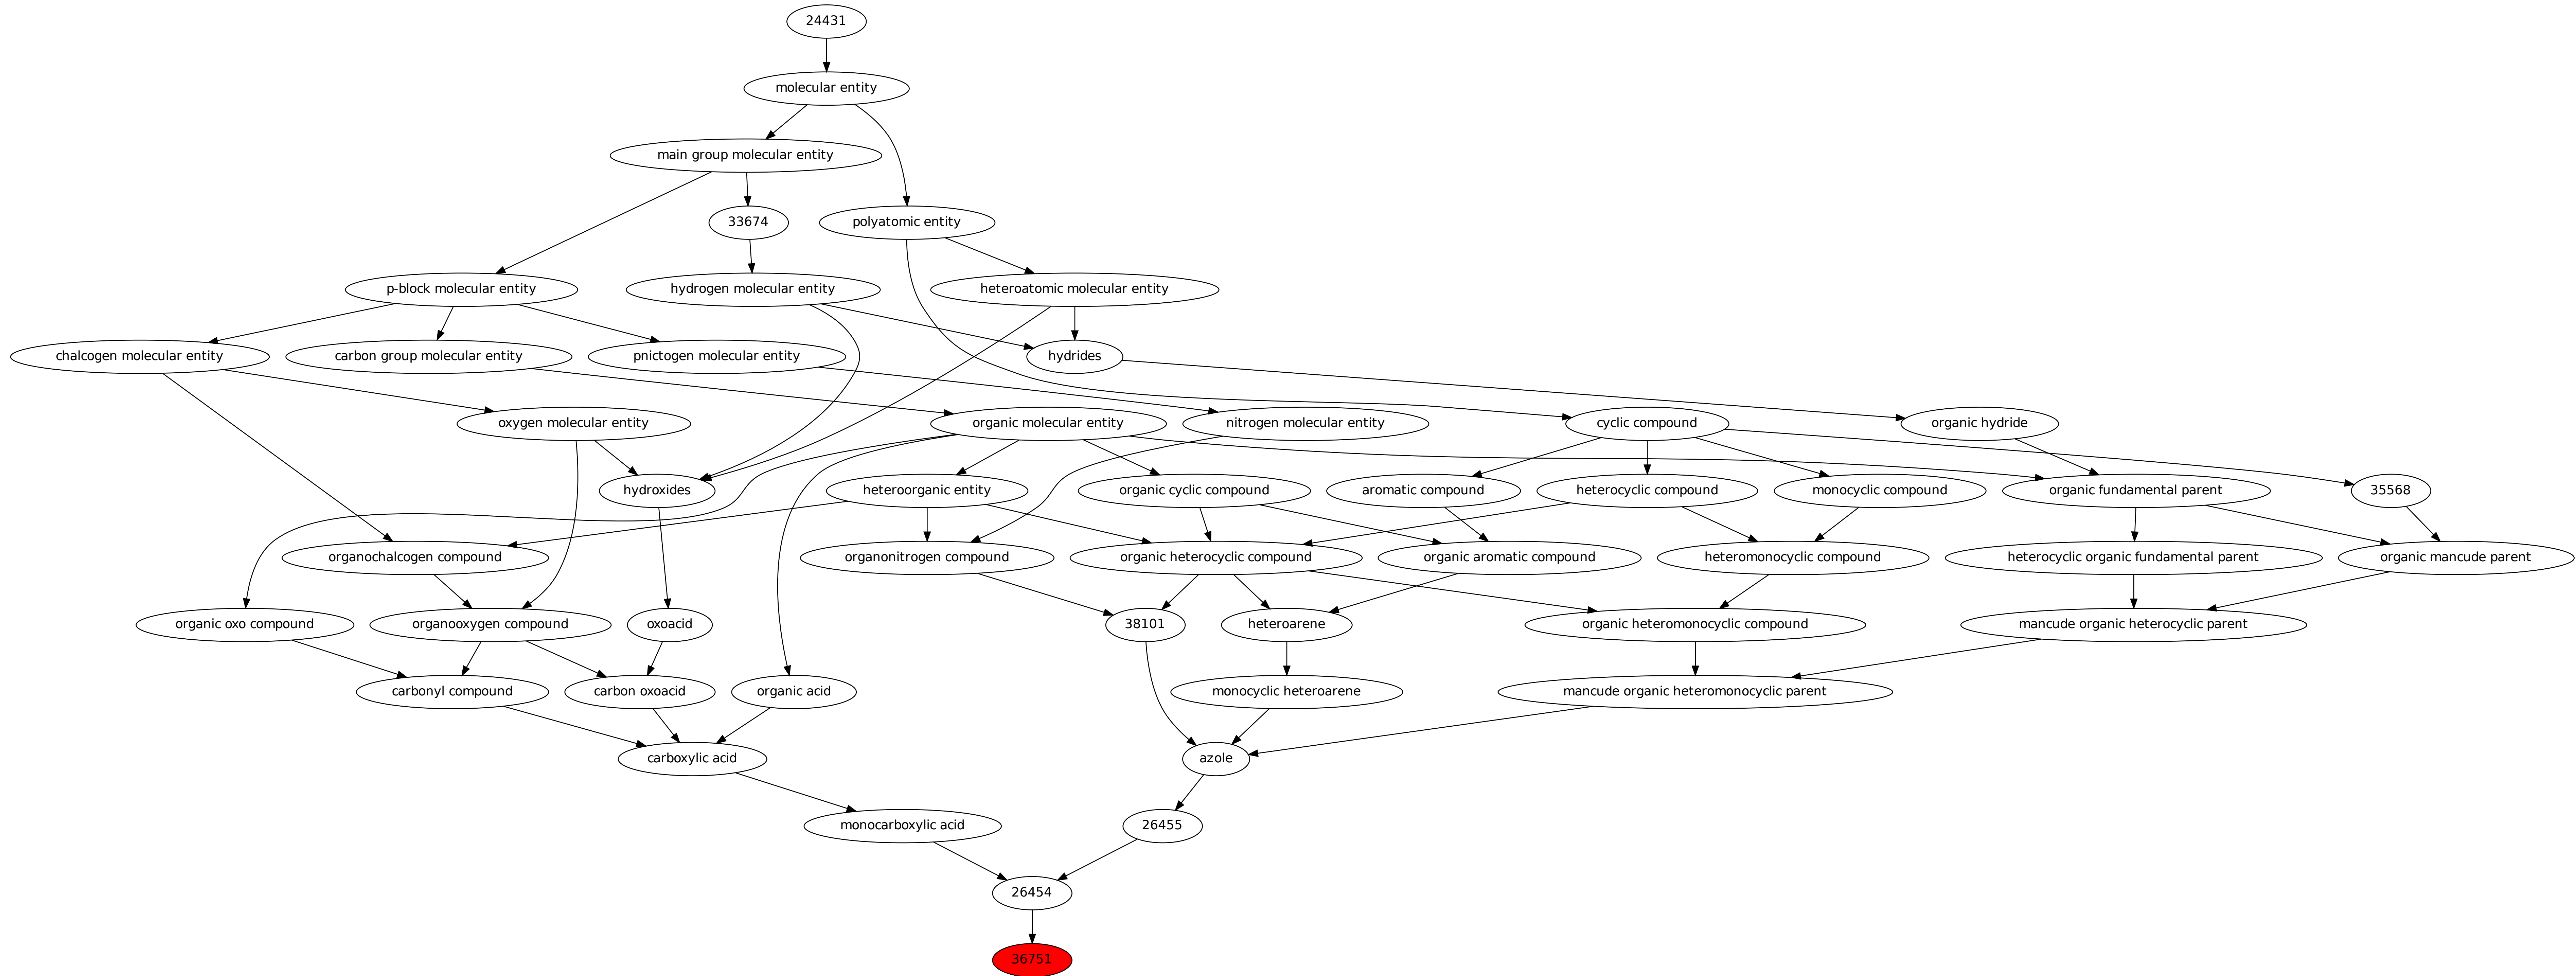 24431
molecular entity
main group molecular entity
33674
polyatomic entity
p-block molecular entity
hydrogen molecular entity
heteroatomic molecular entity
chalcogen molecular entity
carbon group molecular entity
pnictogen molecular entity
hydrides
oxygen molecular entity
organic molecular entity
nitrogen molecular entity
cyclic compound
organic hydride
hydroxides
heteroorganic entity
organic cyclic compound
aromatic compound
heterocyclic compound
monocyclic compound
organic fundamental parent
35568
organochalcogen compound
organonitrogen compound
organic heterocyclic compound
organic aromatic compound
heteromonocyclic compound
heterocyclic organic fundamental parent
organic mancude parent
organic oxo compound
organooxygen compound
oxoacid
38101
heteroarene
organic heteromonocyclic compound
mancude organic heterocyclic parent
carbonyl compound
carbon oxoacid
organic acid
monocyclic heteroarene
mancude organic heteromonocyclic parent
carboxylic acid
azole
monocarboxylic acid
26455
26454
36751